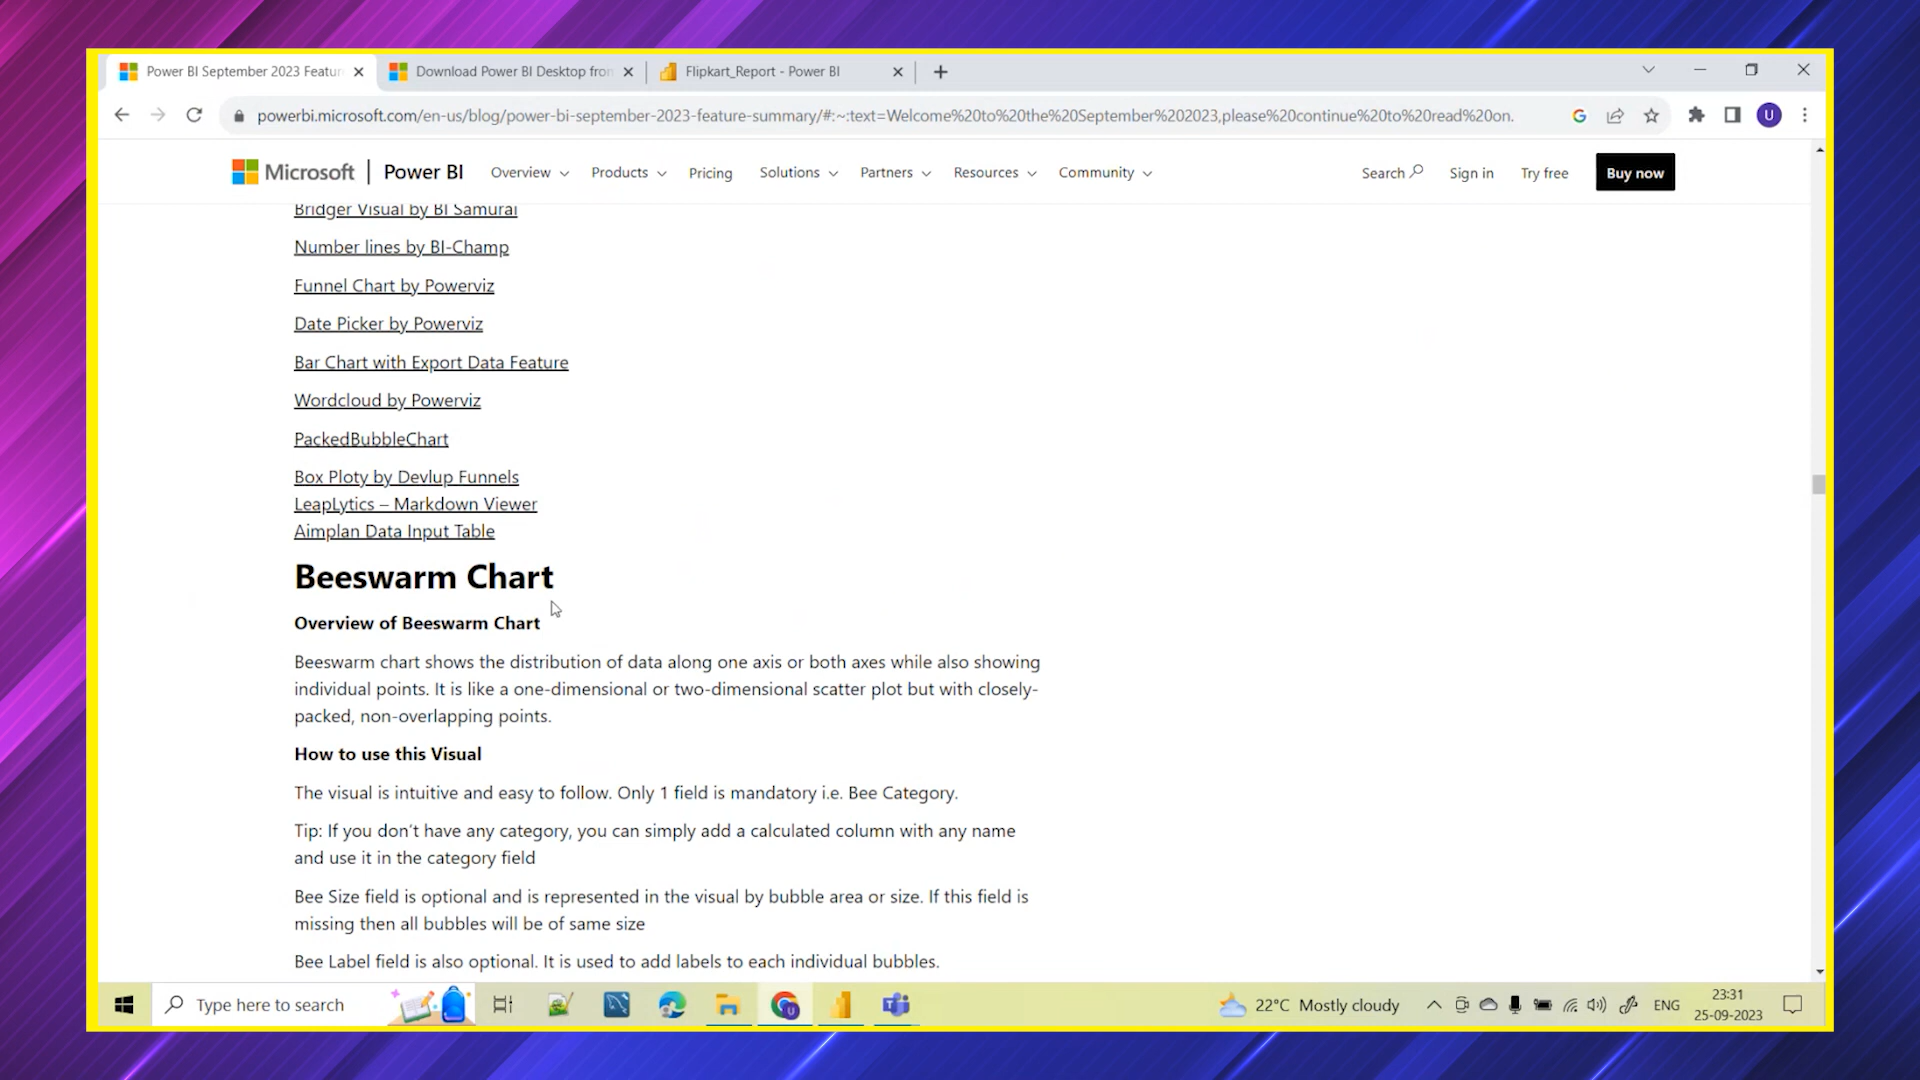 Power BI September 2023 Featur
Download Power BI Desktop fron
Flipkart_Report - Power BI
powerbi.microsoft.com/en-us/blog/power-bi-september-2023-feature-summary/#:~:text=Welcome%20to%20the%20September%202023,please%20continue%20to%20read%20on.
U
Microsoft | Power BI
Overview
Products
Pricing
Solutions
Partners
Resources
Community
Search
Sign in
Try free
Buy now
Bridger Visual by BI Samurai
Number lines by BI-Champ
Funnel Chart by Powerviz
Date Picker by Powerviz
Bar Chart with Export Data Feature
Wordcloud by Powerviz
PackedBubbleChart
Box Ploty by Devlup Funnels
LeapLytics – Markdown Viewer
Aimplan Data Input Table
Beeswarm Chart
Overview of Beeswarm Chart
Beeswarm chart shows the distribution of data along one axis or both axes while also showing
individual points. It is like a one-dimensional or two-dimensional scatter plot but with closely-
packed, non-overlapping points.
How to use this Visual
The visual is intuitive and easy to follow. Only 1 field is mandatory i.e. Bee Category.
Tip: If you don't have any category, you can simply add a calculated column with any name
and use it in the category field
Bee Size field is optional and is represented in the visual by bubble area or size. If this field is
missing then all bubbles will be of same size
Bee Label field is also optional. It is used to add labels to each individual bubbles.
Type here to search
22°C Mostly cloudy
ENG
23:31
25-09-2023